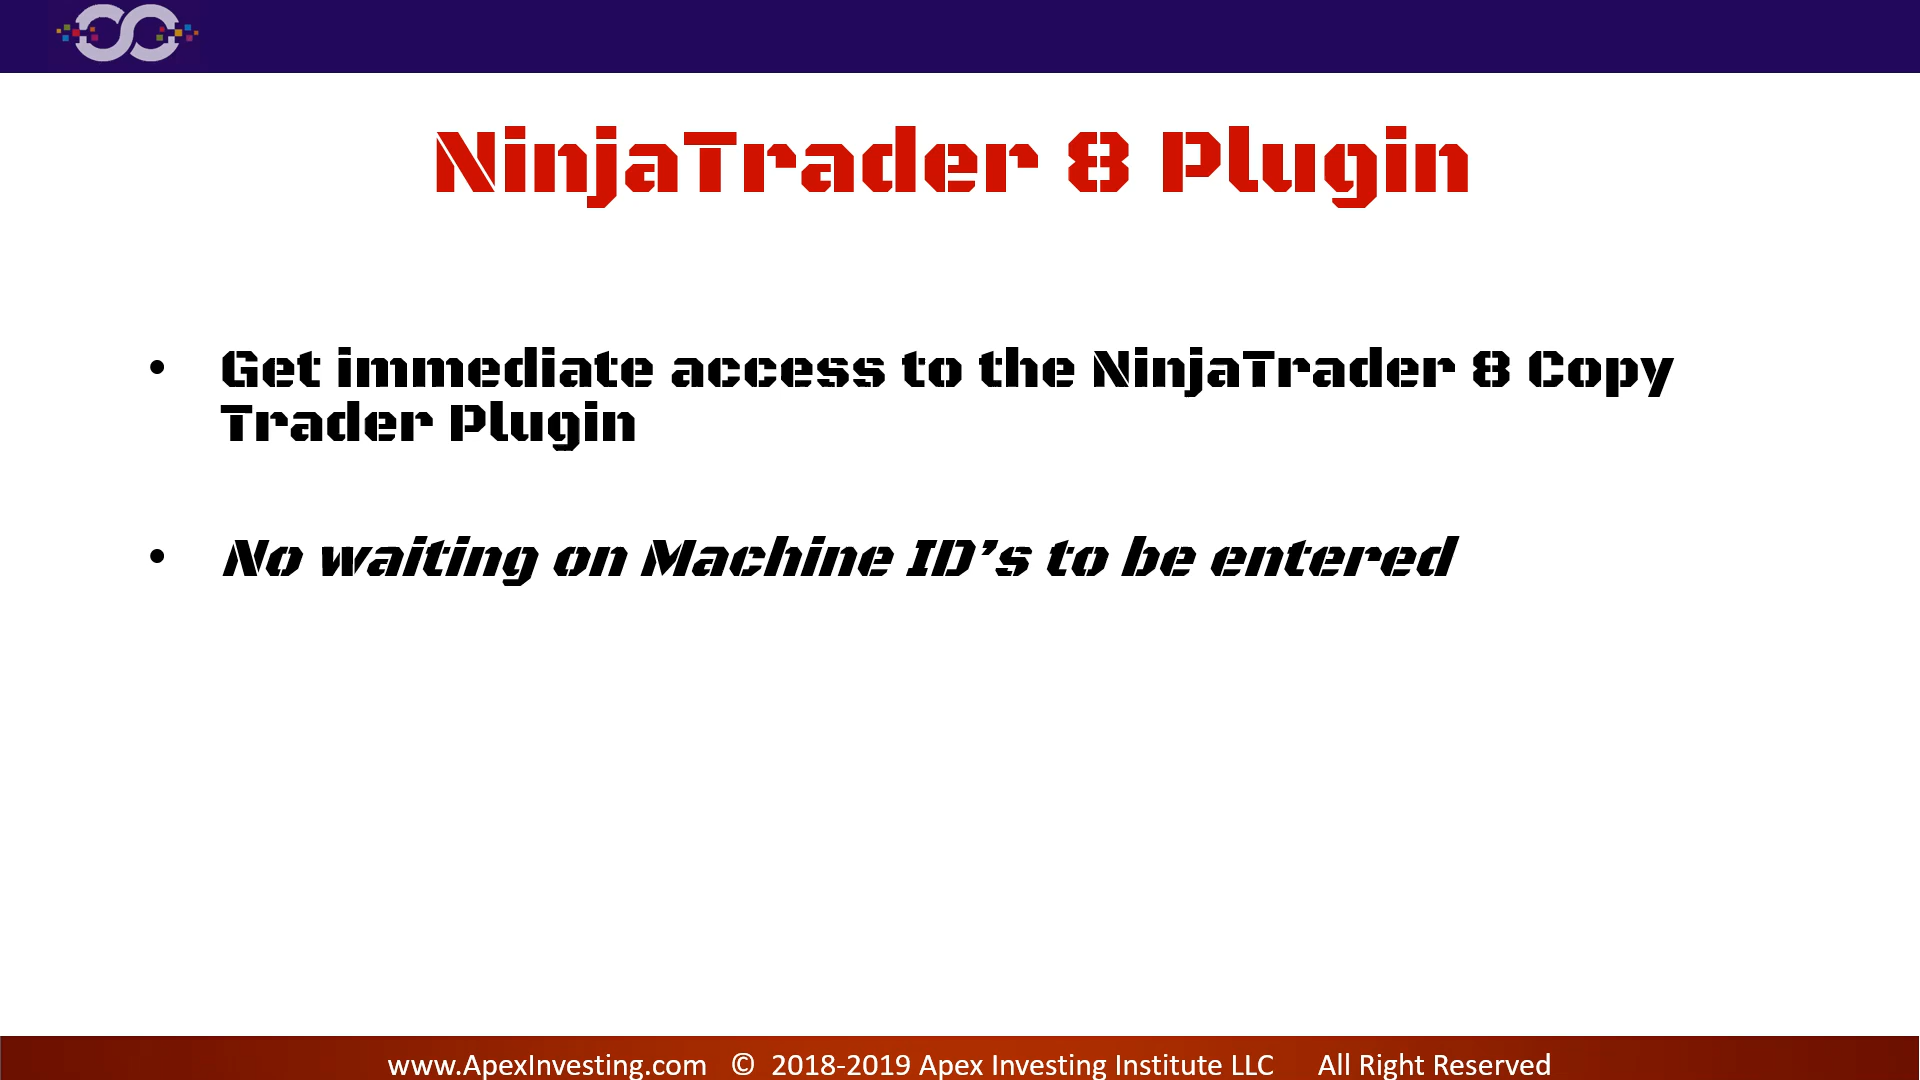 NinjaTrader 8 Plugin
• Get immediate access to the NinjaTrader 8 Copy
Trader Plugin
• No waiting on Machine ID’s to be entered
www.ApexInvesting.com © 2018-2019 Apex Investing Institute LLC All Right Reserved